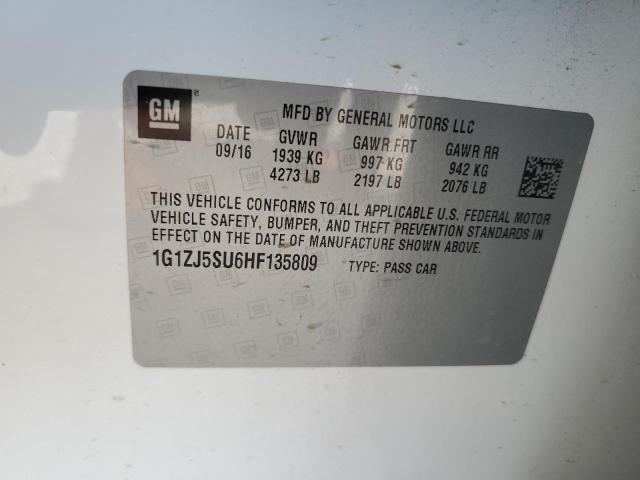 GM ®
MFD BY GENERAL MOTORS LLC
DATE GVWR GAWR FRT GAWR RR
09/16 1939 KG 997 KG 942 KG
4273 LB 2197 LB 2076 LB
THIS VEHICLE CONFORMS TO ALL APPLICABLE U.S. FEDERAL MOTOR
VEHICLE SAFETY, BUMPER, AND THEFT PREVENTION STANDARDS IN
EFFECT ON THE DATE OF MANUFACTURE SHOWN ABOVE.
1G1ZJ5SU6HF135809 TYPE: PASS CAR